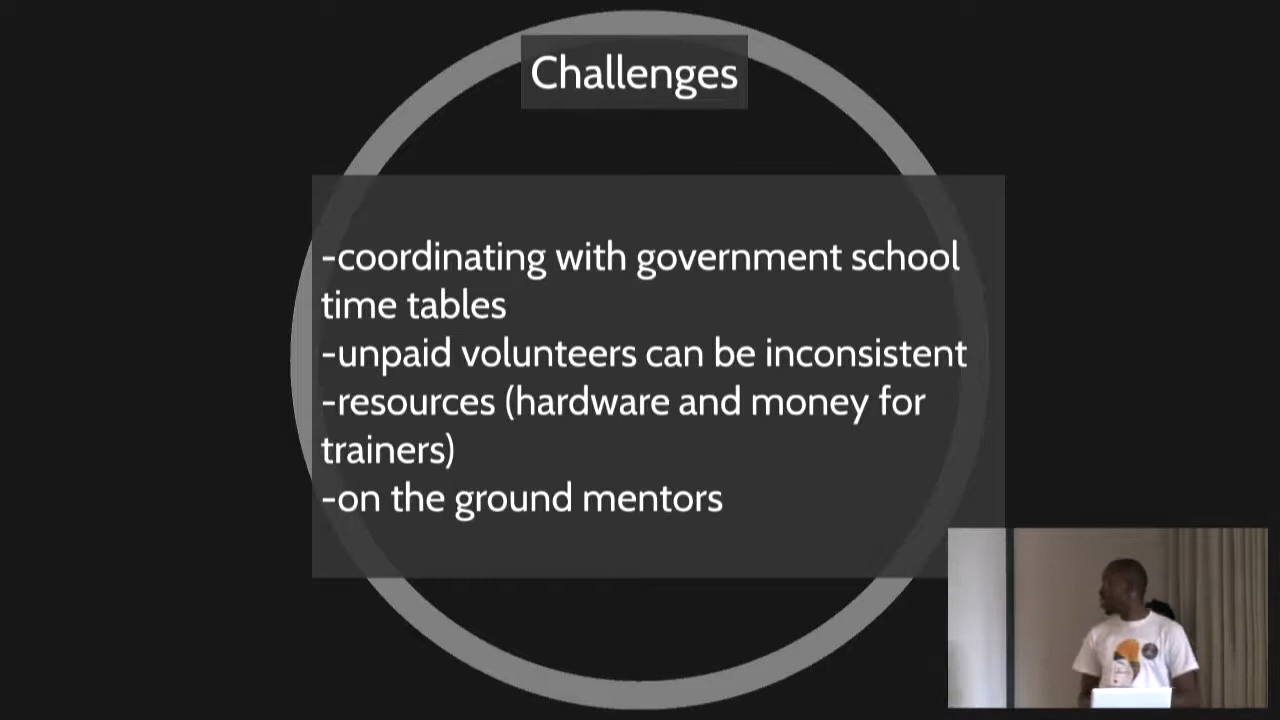 Challenges
-coordinating with government school
time tables
-unpaid volunteers can be inconsistent
-resources (hardware and money for
trainers)
-on the ground mentors